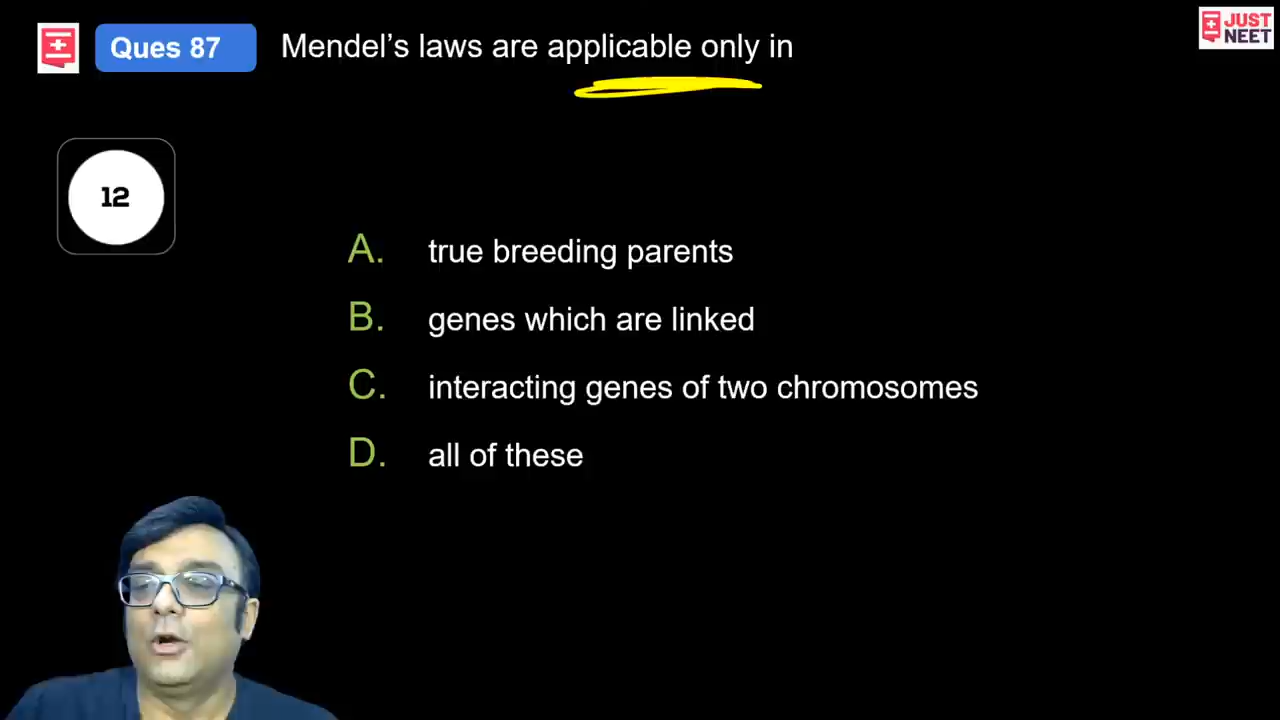 Ques 87
Mendel’s laws are applicable only in
JUST
NEET
12
A. true breeding parents
B. genes which are linked
C. interacting genes of two chromosomes
D. all of these